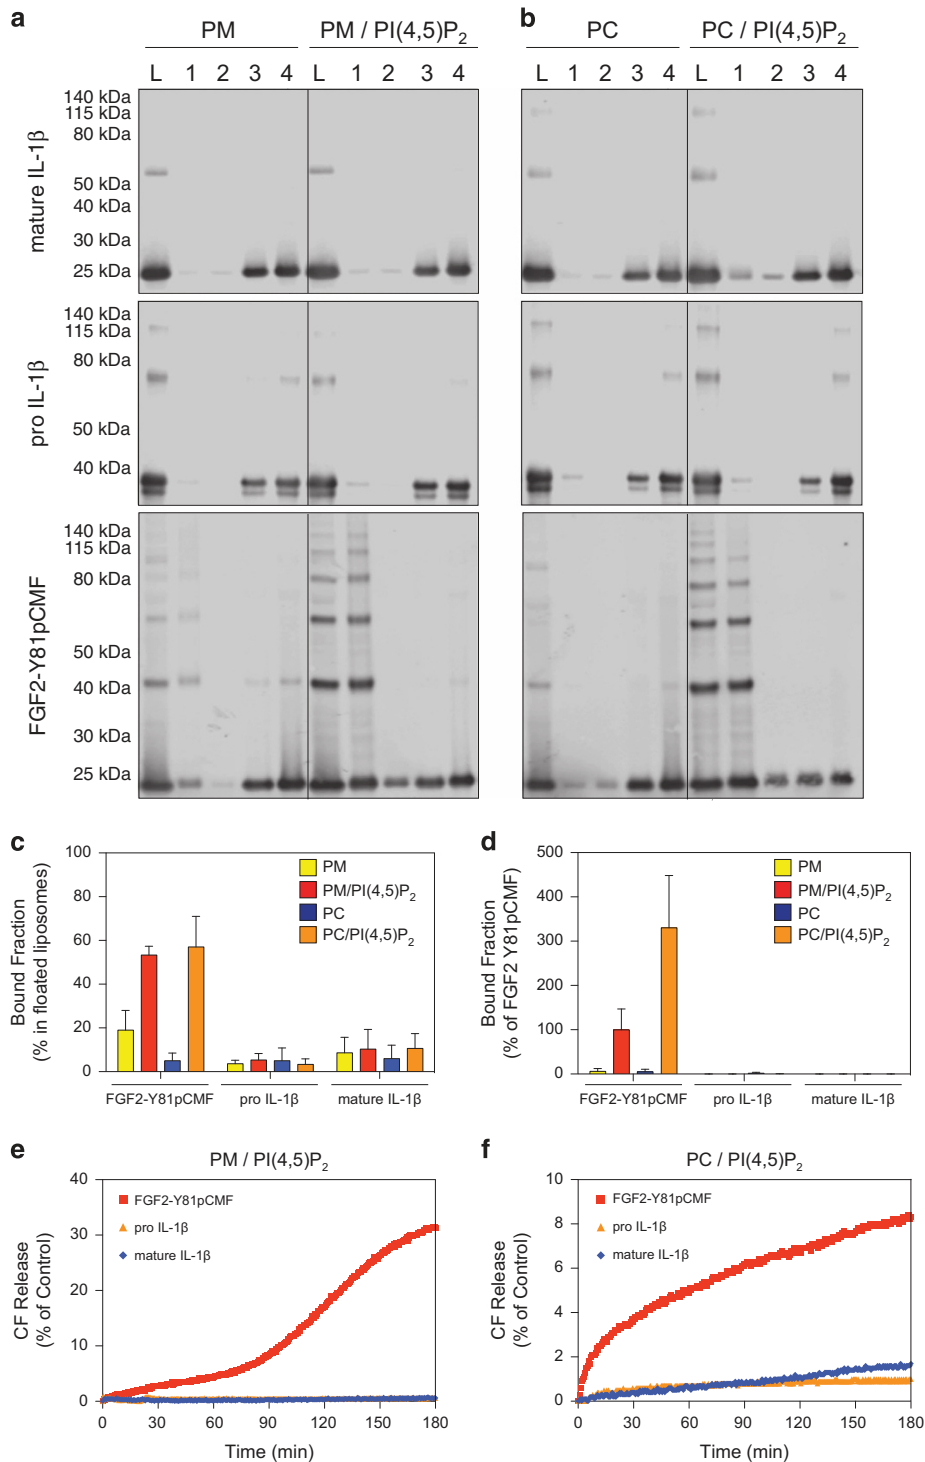 a
PM PM / PI(4,5)P2
L 1 2 3 4 L 1 2 3 4
b
PC PC / PI(4,5)P2
L 1 2 3 4 L 1 2 3 4
mature IL-1β
140 kDa
115 kDa
80 kDa
50 kDa
40 kDa
30 kDa
25 kDa
pro IL-1β
140 kDa
115 kDa
80 kDa
50 kDa
40 kDa
FGF2-Y81pCMF
140 kDa
115 kDa
80 kDa
50 kDa
40 kDa
30 kDa
25 kDa
c
Bound Fraction
(% in floated liposomes)
100
80
60
40
20
0
PM
PM/PI(4,5)P2
PC
PC/PI(4,5)P2
FGF2-Y81pCMF pro IL-1β mature IL-1β
d
Bound Fraction
(% of FGF2 Y81pCMF)
500
400
300
200
100
0
PM
PM/PI(4,5)P2
PC
PC/PI(4,5)P2
FGF2-Y81pCMF pro IL-1β mature IL-1β
e
PM / PI(4,5)P2
CF Release
(% of Control)
40
30
20
10
0
FGF2-Y81pCMF
pro IL-1β
mature IL-1β
0 30 60 90 120 150 180
Time (min)
f
PC / PI(4,5)P2
CF Release
(% of Control)
10
8
6
4
2
0
FGF2-Y81pCMF
pro IL-1β
mature IL-1β
0 30 60 90 120 150 180
Time (min)